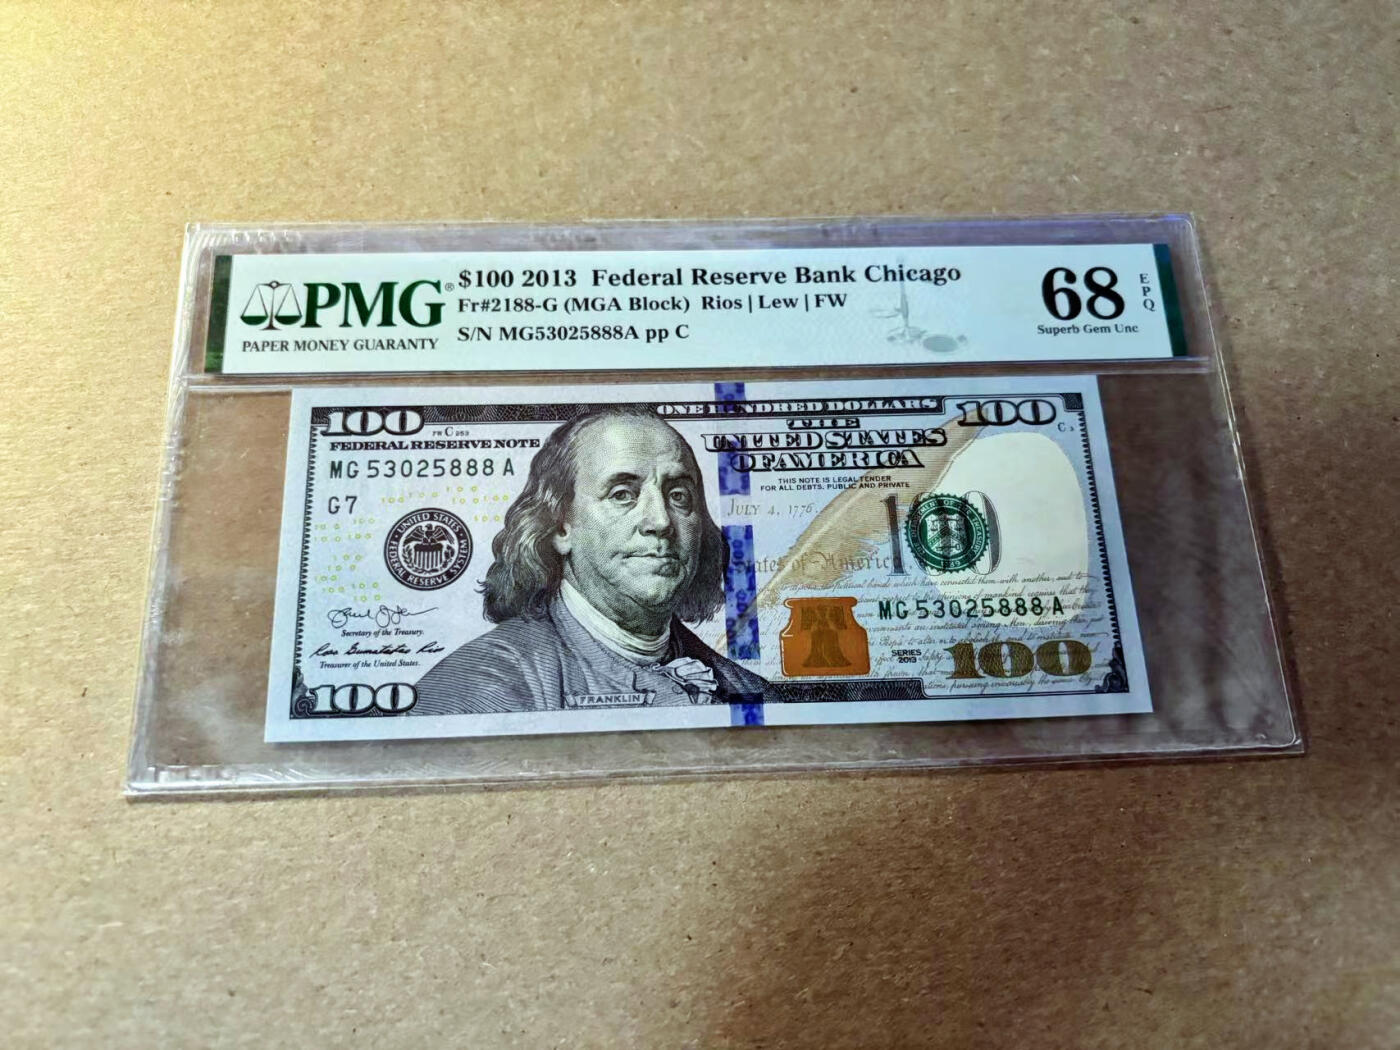 PMG®
PAPER MONEY GUARANTY
$100 2013 Federal Reserve Bank Chicago
Fr#2188-G (MGA Block) Rios | Lew | FW
S/N MG53025888A pp C
68
EPQ
Superb Gem Unc
100
FEDERAL RESERVE NOTE
MG 53025888 A
G7
UNITED STATES
FEDERAL RESERVE SYSTEM
Secretary of the Treasury.
Treasurer of the United States.
100
FRANKLIN
ONE HUNDRED DOLLARS
THE
UNITED STATES
OF AMERICA
THIS NOTE IS LEGAL TENDER
FOR ALL DEBTS, PUBLIC AND PRIVATE
JULY 4, 1776.
100
MG 53025888 A
SERIES
2013
100